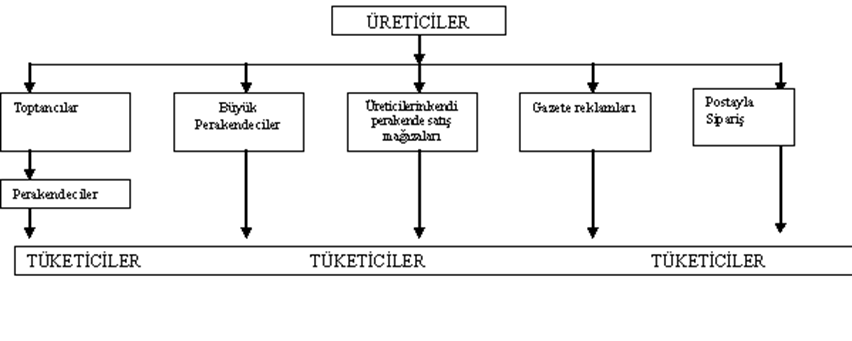 ÜRETİCİLER
Toptancılar
Büyük
Perakendeciler
Üreticilerinkendi
perakende satış
mağazaları
Gazete reklamları
Postayla
Sipariş
Perakendeciler
TÜKETİCİLER TÜKETİCİLER TÜKETİCİLER